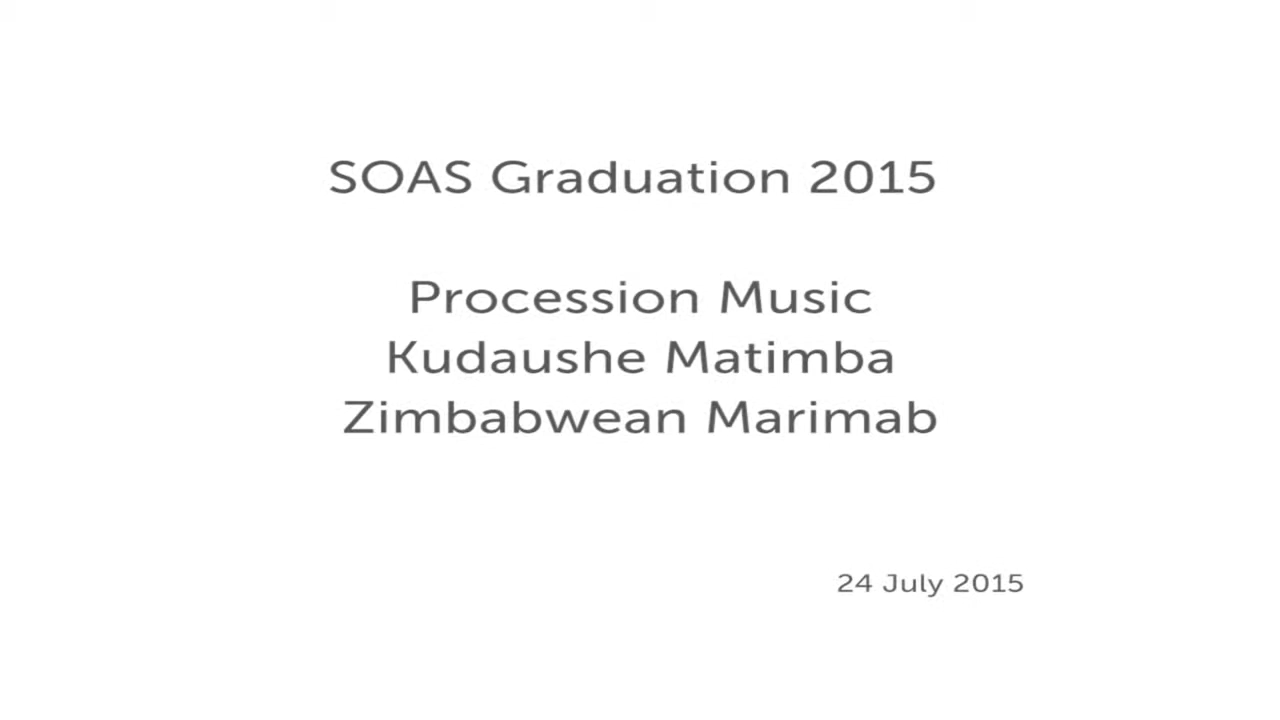 SOAS Graduation 2015
Procession Music
Kudaushe Matimba
Zimbabwean Marimab
24 July 2015